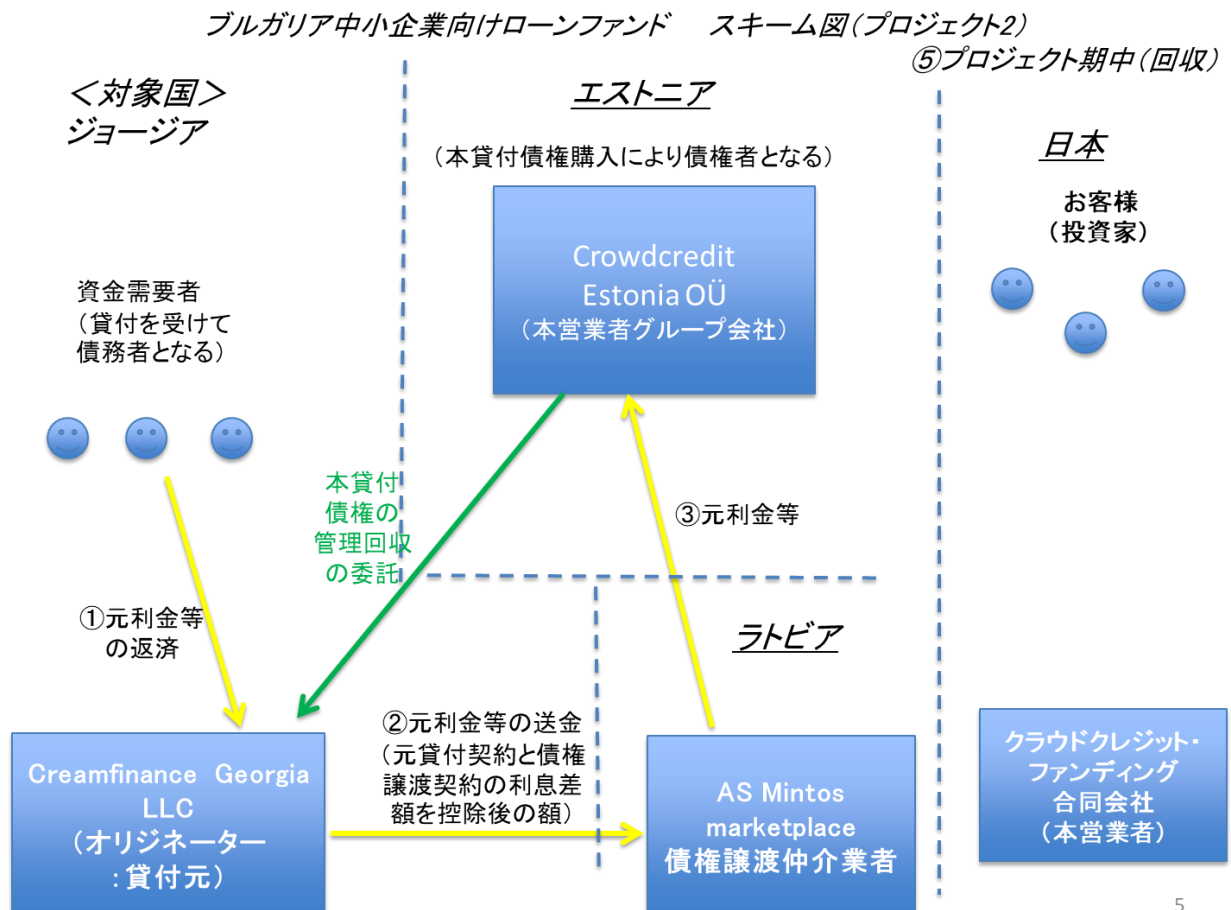 ブルガリア中小企業向けローンファンド　スキーム図(プロジェクト2)
⑤プロジェクト期中(回収)
＜対象国＞
ジョージア
エストニア
日本
(本貸付債権購入により債権者となる)
お客様
(投資家)
Crowdcredit
Estonia OÜ
(本営業者グループ会社)
資金需要者
(貸付を受けて
債務者となる)
本貸付
債権の
管理回収
の委託
③元利金等
①元利金等
の返済
ラトビア
②元利金等の送金
(元貸付契約と債権
譲渡契約の利息差
額を控除後の額)
Creamfinance Georgia
LLC
(オリジネーター
:貸付元)
AS Mintos
marketplace
債権譲渡仲介業者
クラウドクレジット・
ファンディング
合同会社
(本営業者)
5